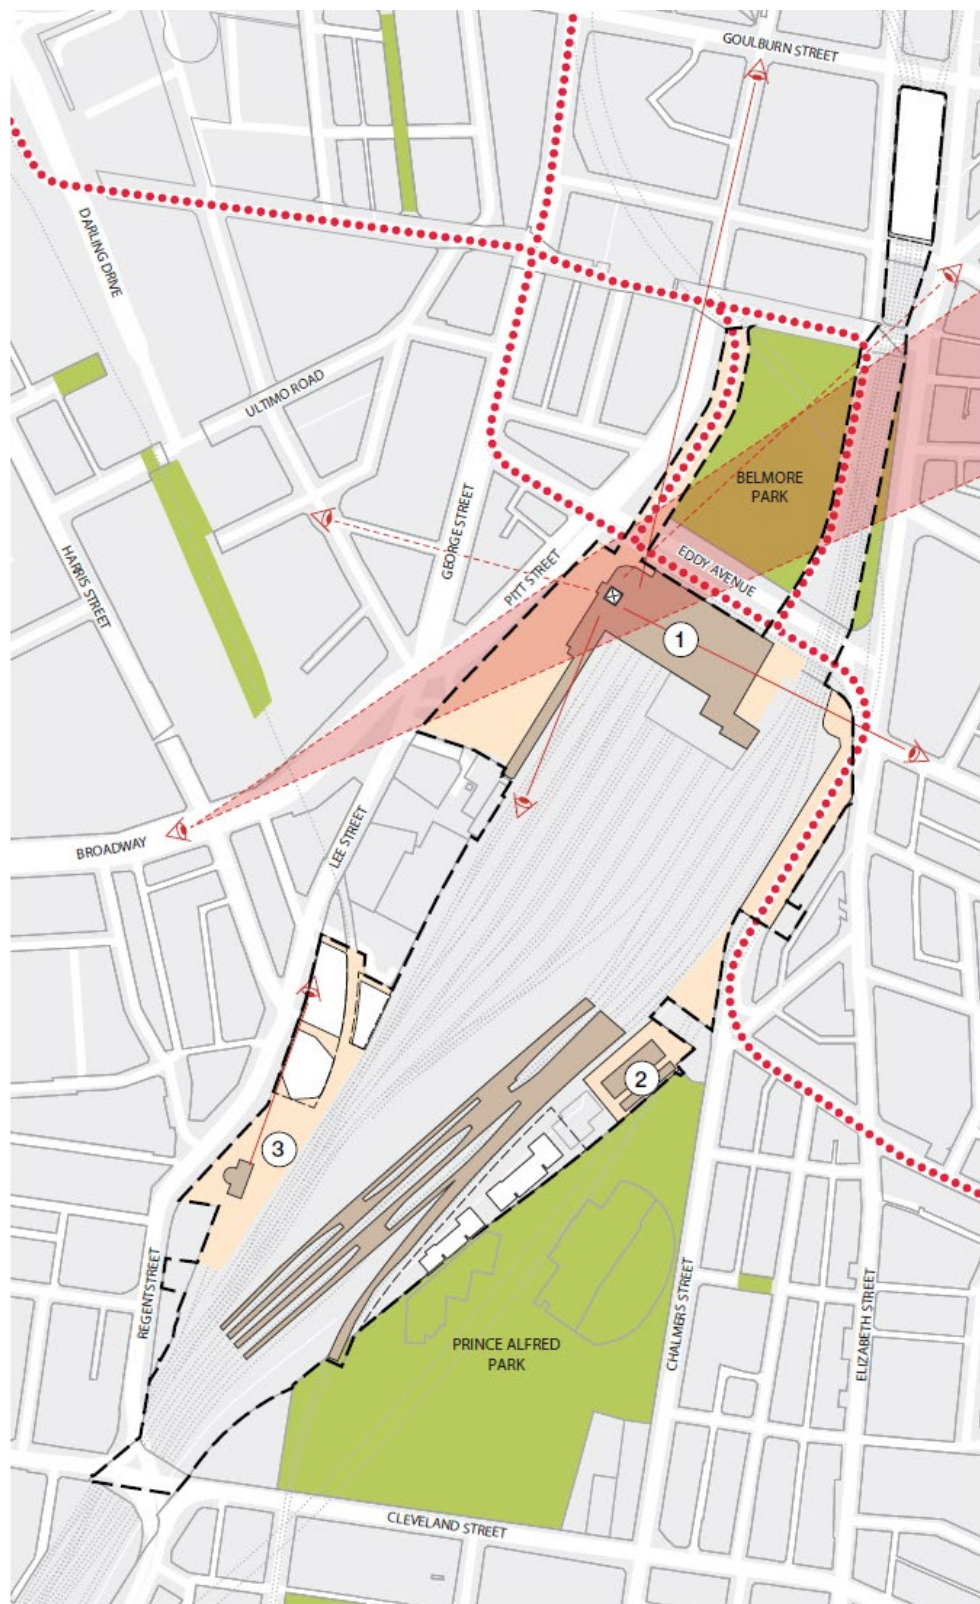 GOULBURN STREET
DARLING DRIVE
ULTIMO ROAD
BELMORE
PARK
HARRIS STREET
GEORGE STREET
PITT STREET
EDDY AVENUE
1
BROADWAY
LEE STREET
2
3
REGENT STREET
PRINCE ALFRED
PARK
CHALMERS STREET
ELIZABETH STREET
CLEVELAND STREET